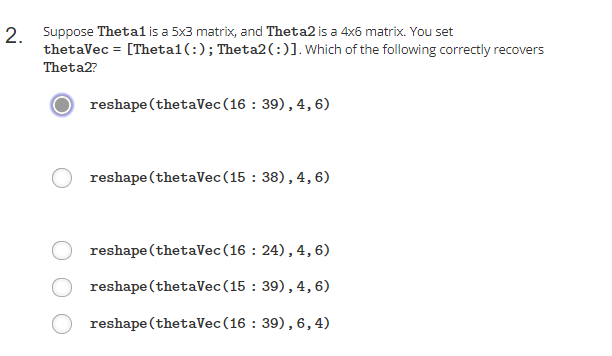 2. Suppose Theta1 is a 5x3 matrix, and Theta2 is a 4x6 matrix. You set
thetaVec = [Theta1(:); Theta2(:)]. Which of the following correctly recovers
Theta2?
reshape(thetaVec(16 : 39), 4, 6)
reshape(thetaVec(15 : 38), 4, 6)
reshape(thetaVec(16 : 24), 4, 6)
reshape(thetaVec(15 : 39), 4, 6)
reshape(thetaVec(16 : 39), 6, 4)